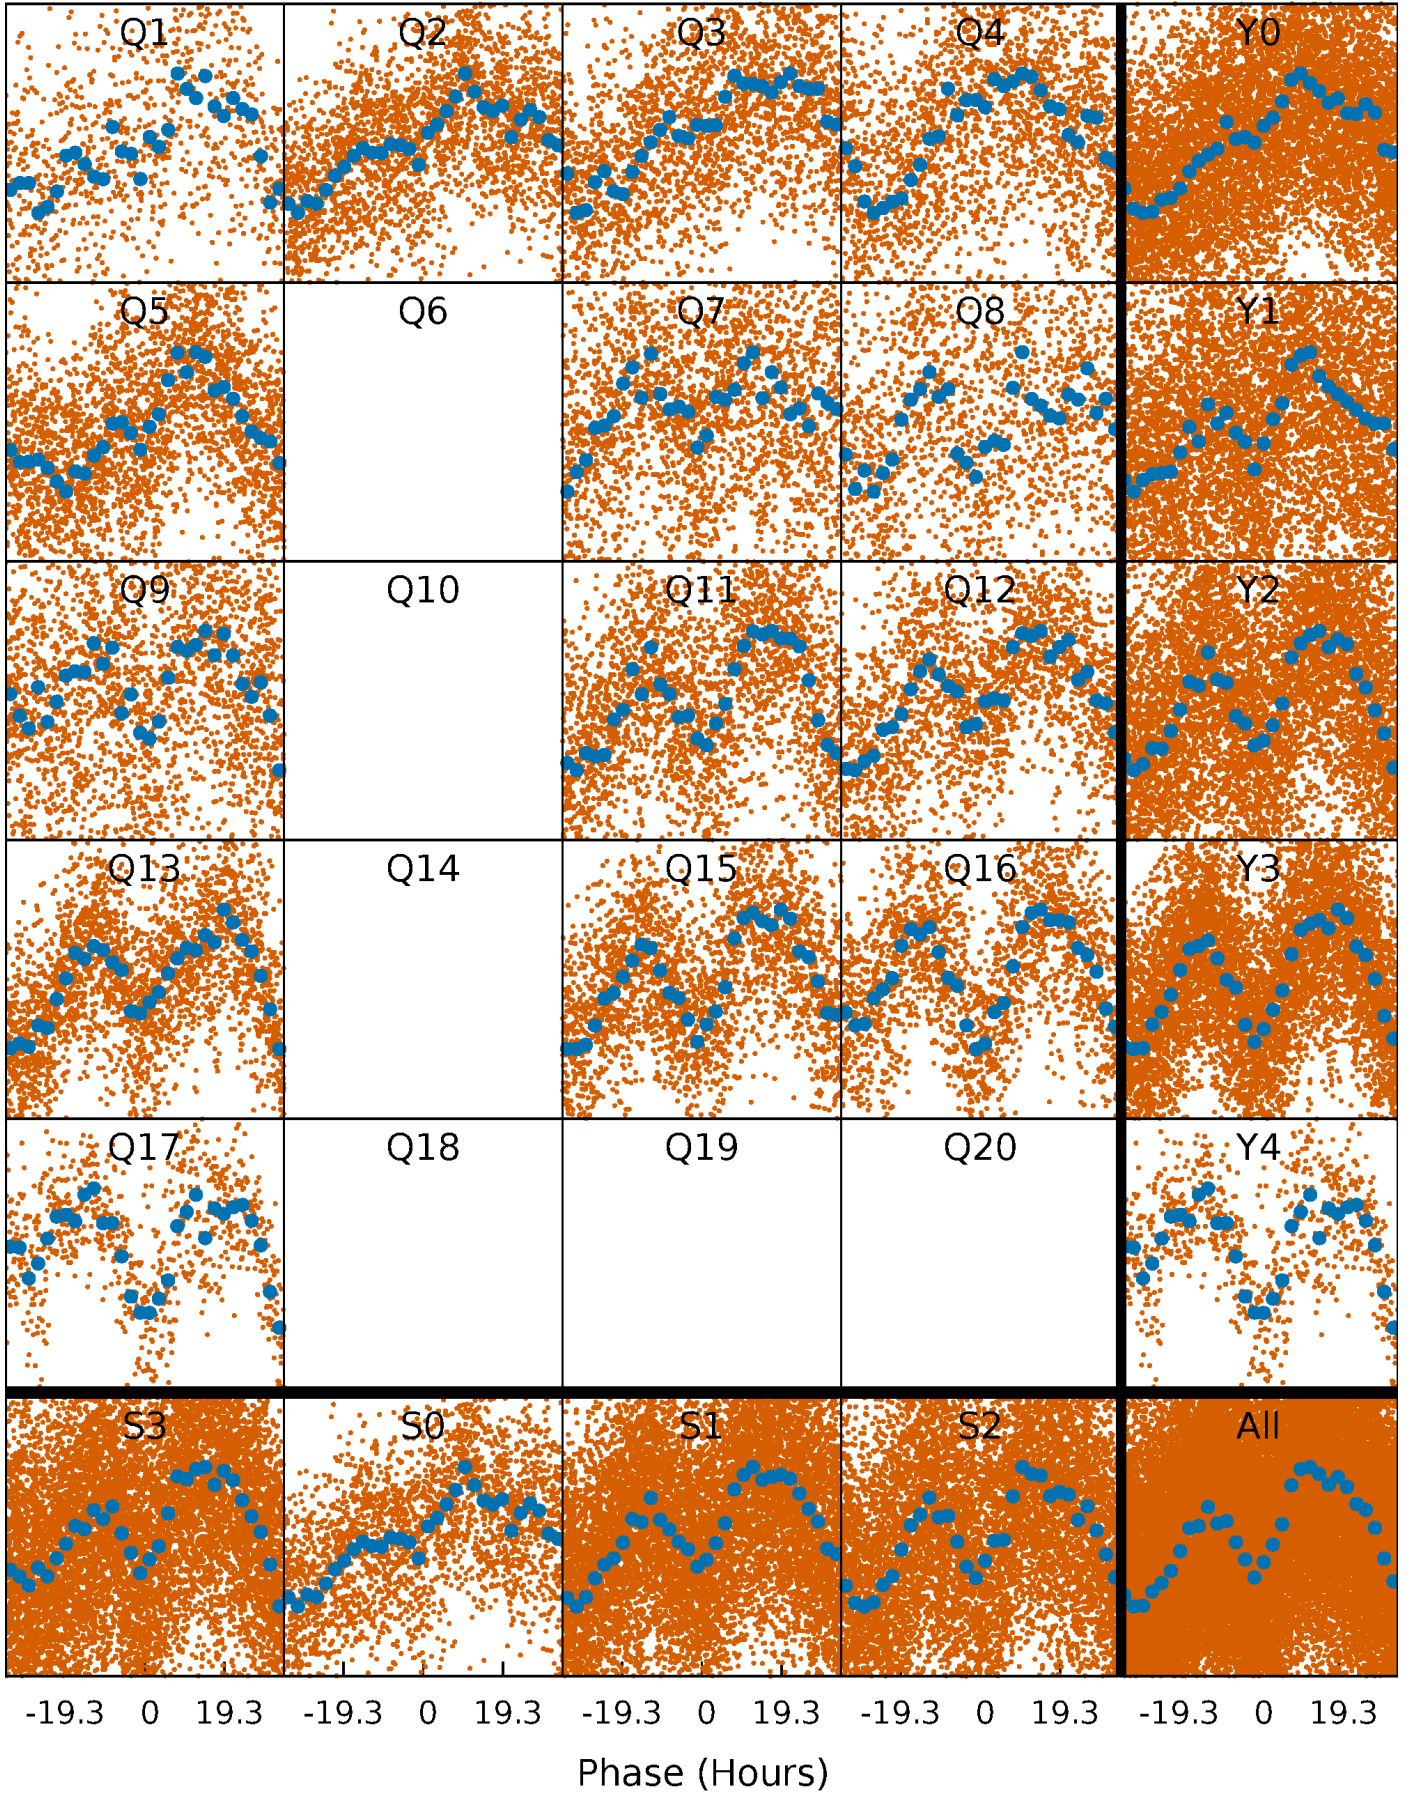 Q1 Q2 Q3 Q4 Y0
Q5 Q6 Q7 Q8 Y1
Q9 Q10 Q11 Q12 Y2
Q13 Q14 Q15 Q16 Y3
Q17 Q18 Q19 Q20 Y4
S3 S0 S1 S2 All
-19.3 0 19.3 -19.3 0 19.3 -19.3 0 19.3 -19.3 0 19.3 -19.3 0 19.3
Phase (Hours)